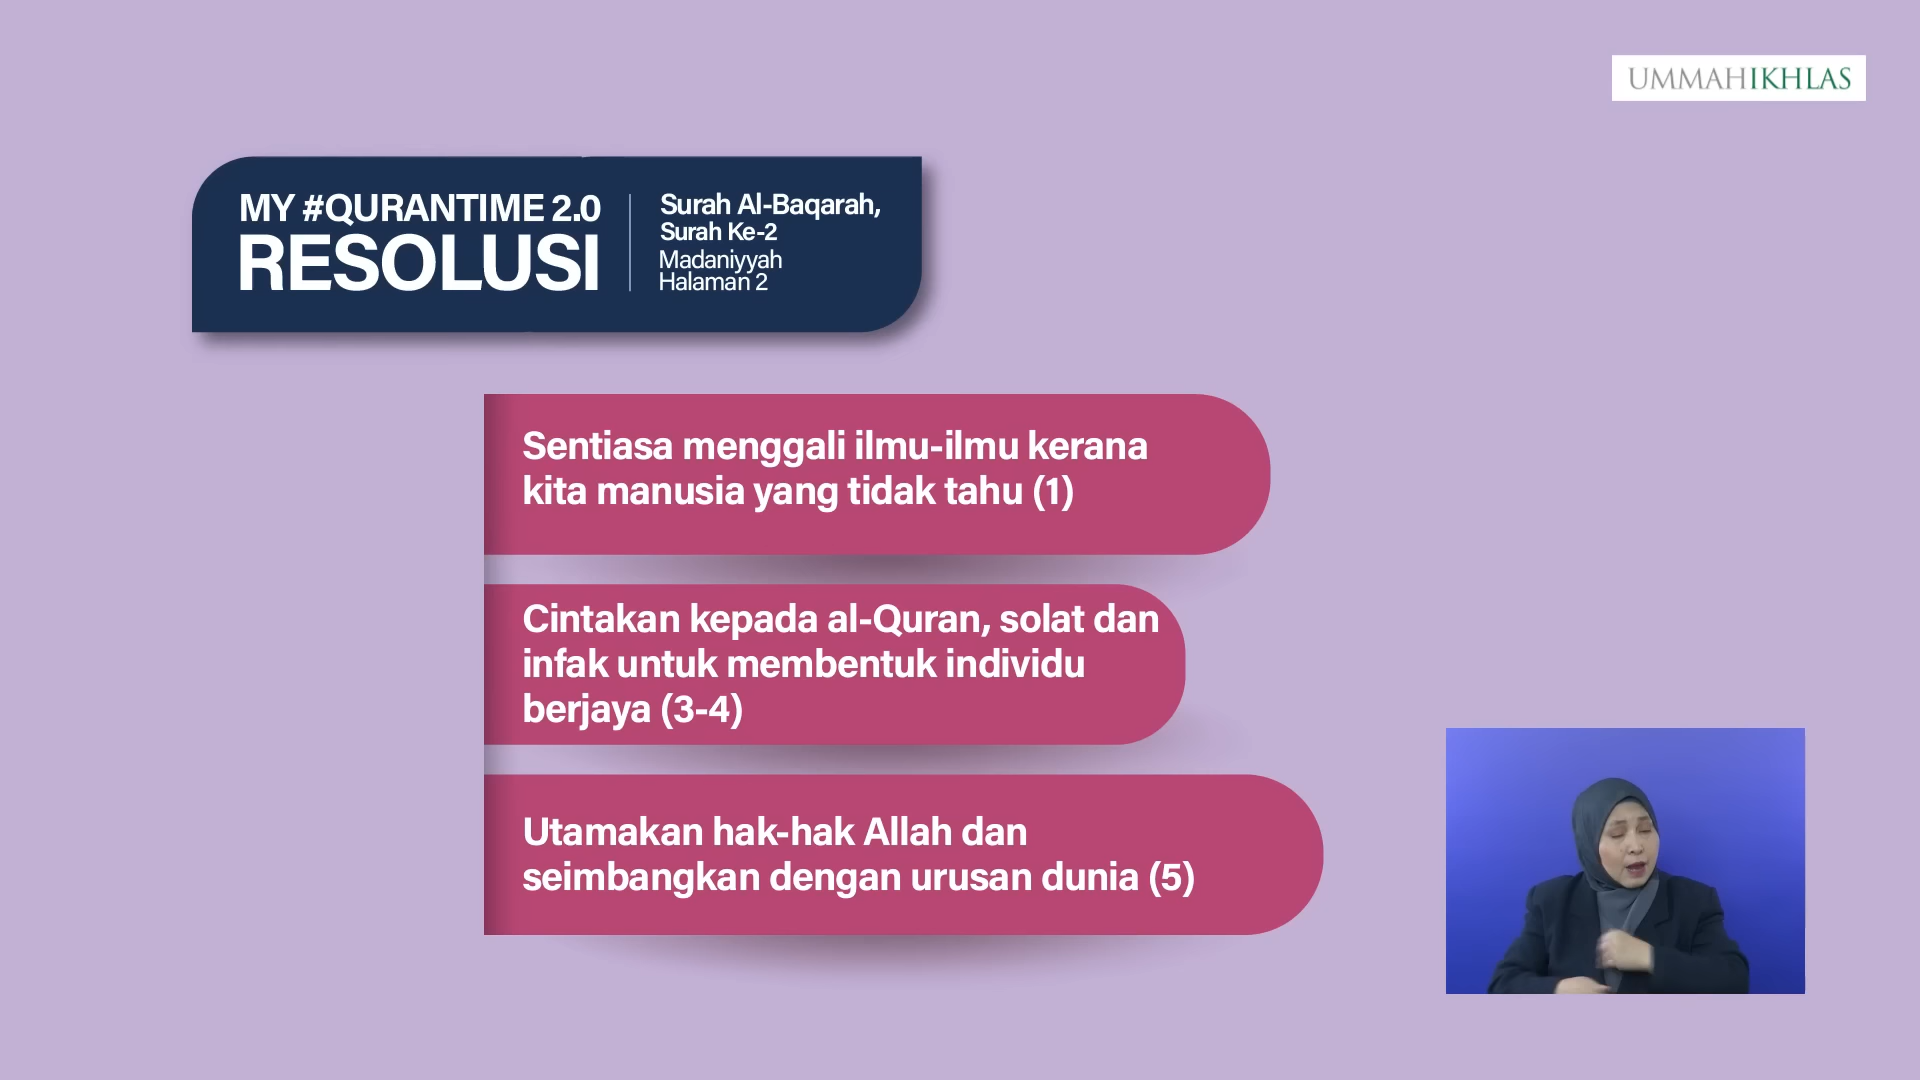 UMMAHIKHLAS
MY #QURANTIME 2.0
RESOLUSI
Surah Al-Baqarah,
Surah Ke-2
Madaniyyah
Halaman 2
Sentiasa menggali ilmu-ilmu kerana
kita manusia yang tidak tahu (1)
Cintakan kepada al-Quran, solat dan
infak untuk membentuk individu
berjaya (3-4)
Utamakan hak-hak Allah dan
seimbangkan dengan urusan dunia (5)